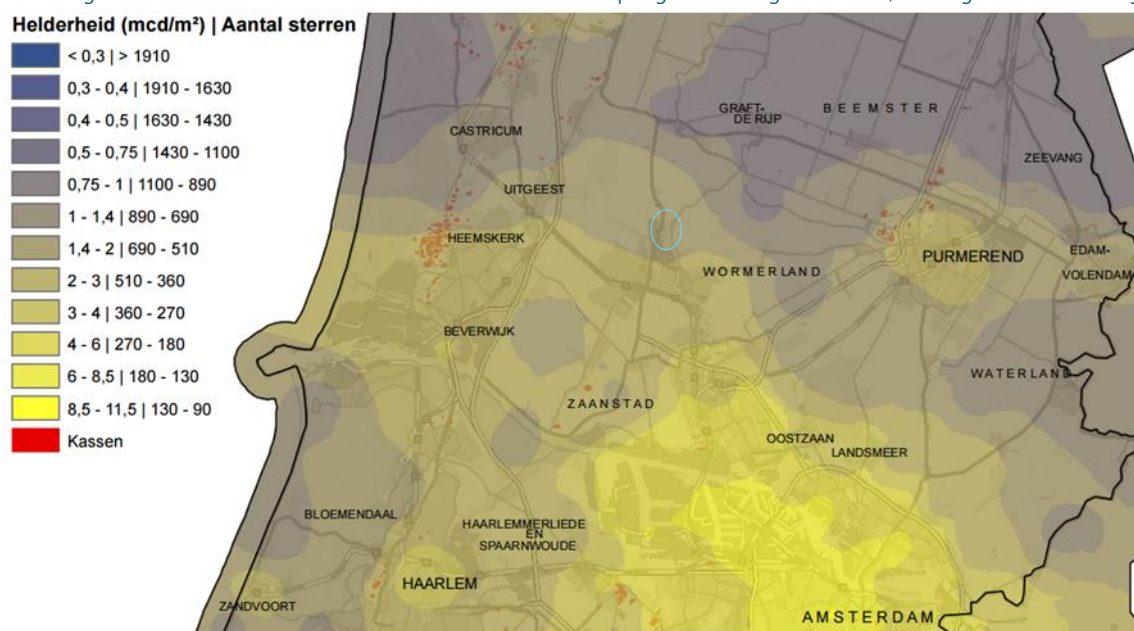 Helderheid (mcd/m²) | Aantal sterren
< 0,3 | > 1910
0,3 - 0,4 | 1910 - 1630
0,4 - 0,5 | 1630 - 1430
0,5 - 0,75 | 1430 - 1100
0,75 - 1 | 1100 - 890
1 - 1,4 | 890 - 690
1,4 - 2 | 690 - 510
2 - 3 | 510 - 360
3 - 4 | 360 - 270
4 - 6 | 270 - 180
6 - 8,5 | 180 - 130
8,5 - 11,5 | 130 - 90
Kassen
GRAFT-
DE RIJP
BEEMSTER
CASTRICUM
ZEEVANG
UITGEEST
HEEMSKERK
PURMEREND
EDAM-
VOLENDAM
WORMERLAND
BEVERWIJK
WATERLAND
ZAANSTAD
OOSTZAAN
LANDSMEER
BLOEMENDAAL
HAARLEMMERLIEDE
EN
SPAARNWOUDE
HAARLEM
ZANDVOORT
AMSTERDAM